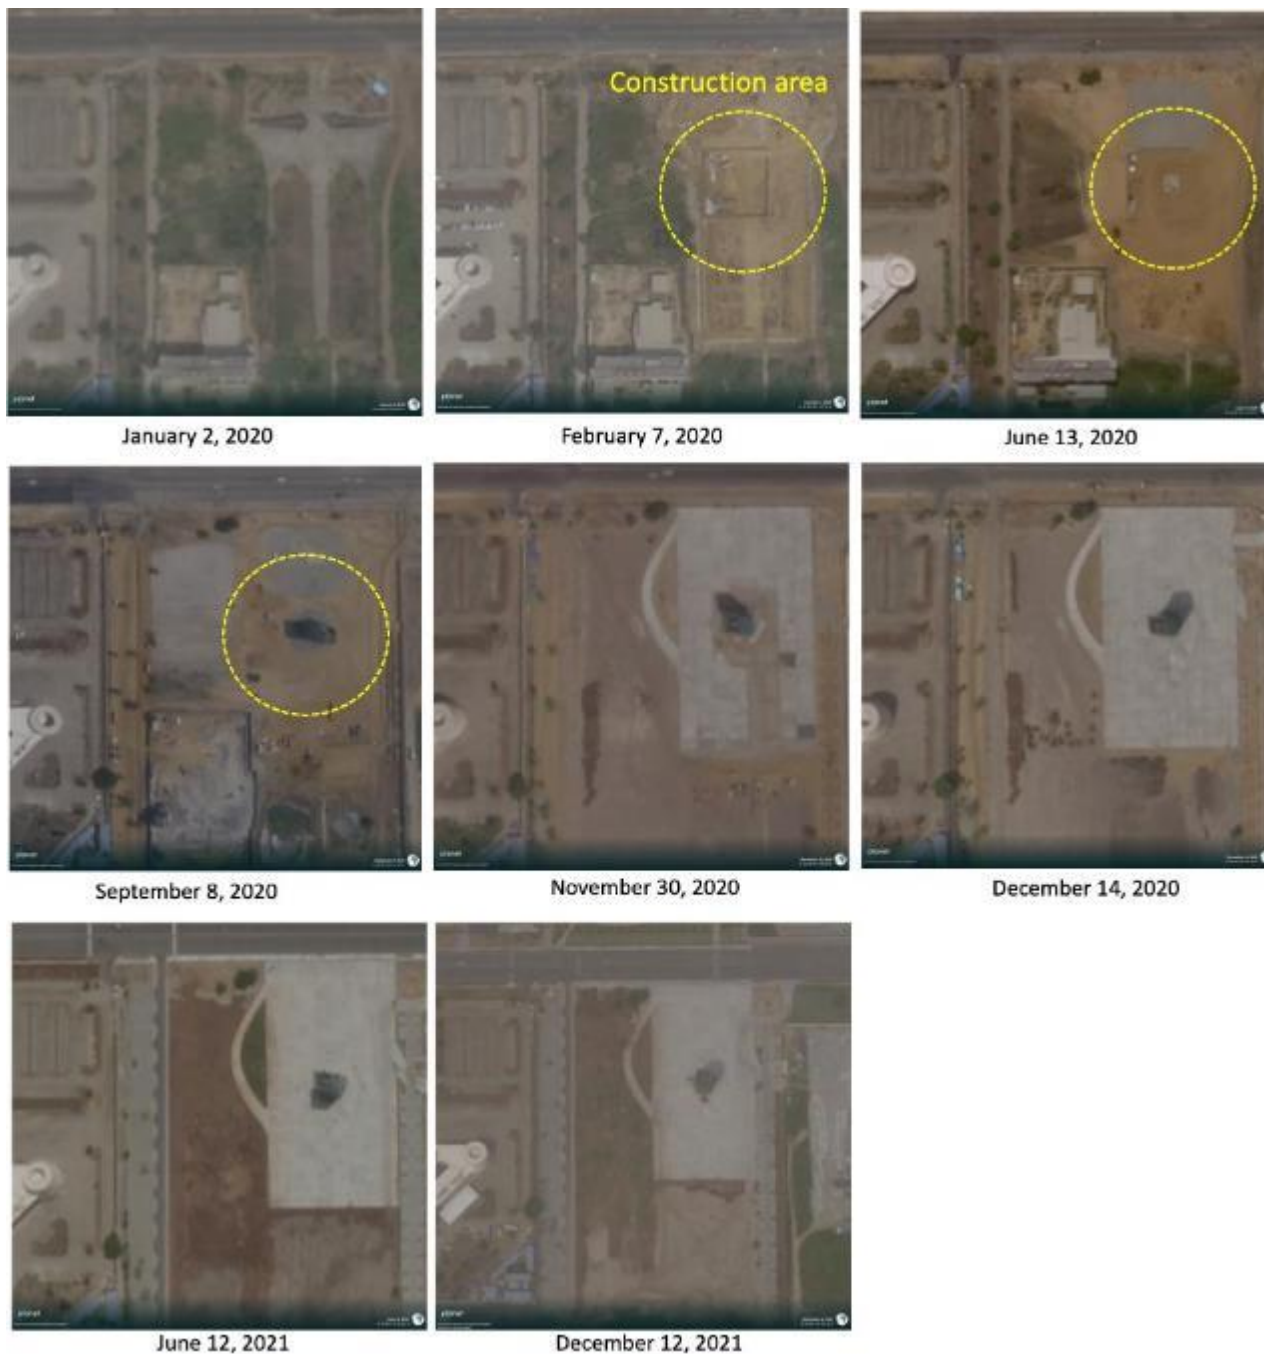 Construction area
January 2, 2020
February 7, 2020
June 13, 2020
September 8, 2020
November 30, 2020
December 14, 2020
June 12, 2021
December 12, 2021